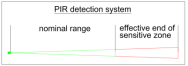 PIR detection system
nominal range
effective end of
sensitive zone